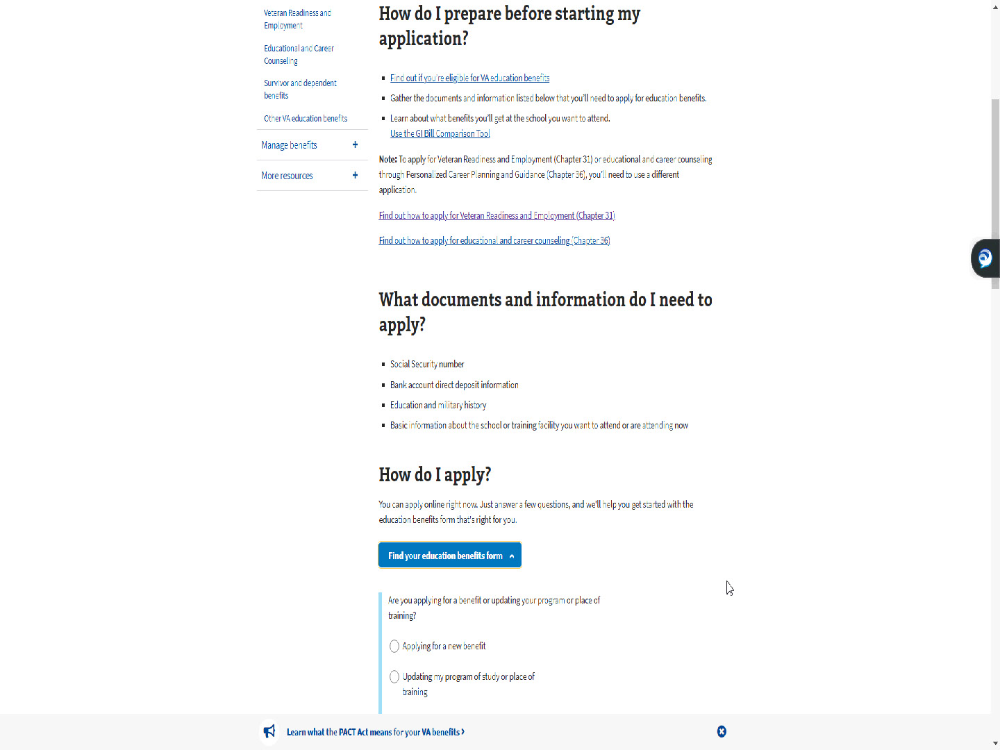 Veteran Readiness and
Employment
Educational and Career
Counseling
Survivor and dependent
benefits
Other VA education benefits
Manage benefits +
More resources +
How do I prepare before starting my
application?
Find out if you're eligible for VA education benefits
Gather the documents and information listed below that you'll need to apply for education benefits.
Learn about what benefits you'll get at the school you want to attend.
Use the GI Bill Comparison Tool
Note: To apply for Veteran Readiness and Employment (Chapter 31) or educational and career counseling
through Personalized Career Planning and Guidance (Chapter 36), you'll need to use a different
application.
Find out how to apply for Veteran Readiness and Employment (Chapter 31)
Find out how to apply for educational and career counseling (Chapter 36)
What documents and information do I need to
apply?
Social Security number
Bank account direct deposit information
Education and military history
Basic information about the school or training facility you want to attend or are attending now
How do I apply?
You can apply online right now. Just answer a few questions, and we'll help you get started with the
education benefits form that's right for you.
Find your education benefits form
Are you applying for a benefit or updating your program or place of
training?
Applying for a new benefit
Updating my program of study or place of
training
Learn what the PACT Act means for your VA benefits